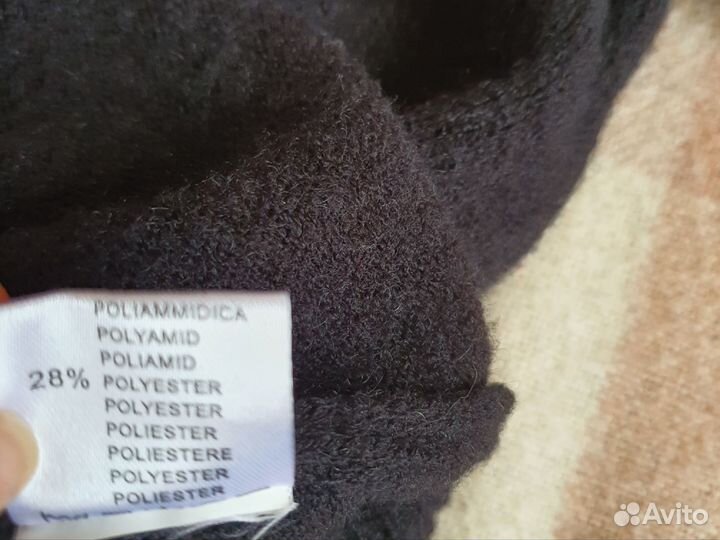 POLIAMMIDICA
POLYAMID
POLIAMID
28% POLYESTER
POLYESTER
POLIESTER
POLIESTERE
POLYESTER
POLIESTER
Avito